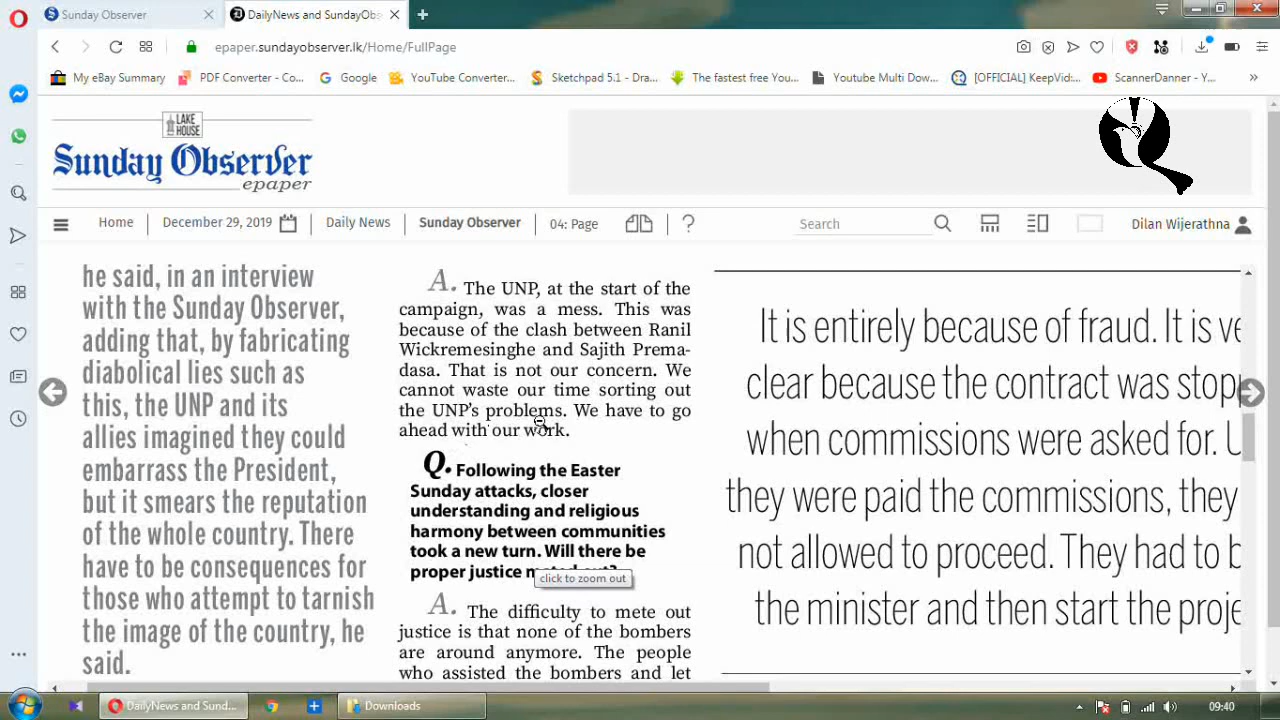 Sunday Observer
DailyNews and SundayObs
epaper.sundayobserver.lk/Home/FullPage
My eBay Summary
PDF Converter - Co...
Google
YouTube Converter...
Sketchpad 5.1 - Dra...
The fastest free You...
Youtube Multi Dow...
[OFFICIAL] KeepVid:...
ScannerDanner - Y...
LAKE
HOUSE
Sunday Observer
epaper
Home
December 29, 2019
Daily News
Sunday Observer
04: Page
?
Search
Dilan Wijerathna
he said, in an interview
with the Sunday Observer,
adding that, by fabricating
diabolical lies such as
this, the UNP and its
allies imagined they could
embarrass the President,
but it smears the reputation
of the whole country. There
have to be consequences for
those who attempt to tarnish
the image of the country, he
said.
A. The UNP, at the start of the
campaign, was a mess. This was
because of the clash between Ranil
Wickremesinghe and Sajith Prema-
dasa. That is not our concern. We
cannot waste our time sorting out
the UNP's problems. We have to go
ahead with our work.
Q. Following the Easter
Sunday attacks, closer
understanding and religious
harmony between communities
took a new turn. Will there be
proper justice
click to zoom out
A. The difficulty to mete out
justice is that none of the bombers
are around anymore. The people
who assisted the bombers and let
It is entirely because of fraud. It is ve
clear because the contract was stopp
when commissions were asked for. U
they were paid the commissions, they
not allowed to proceed. They had to b
the minister and then start the proje
DailyNews and Sund...
Downloads
09:40